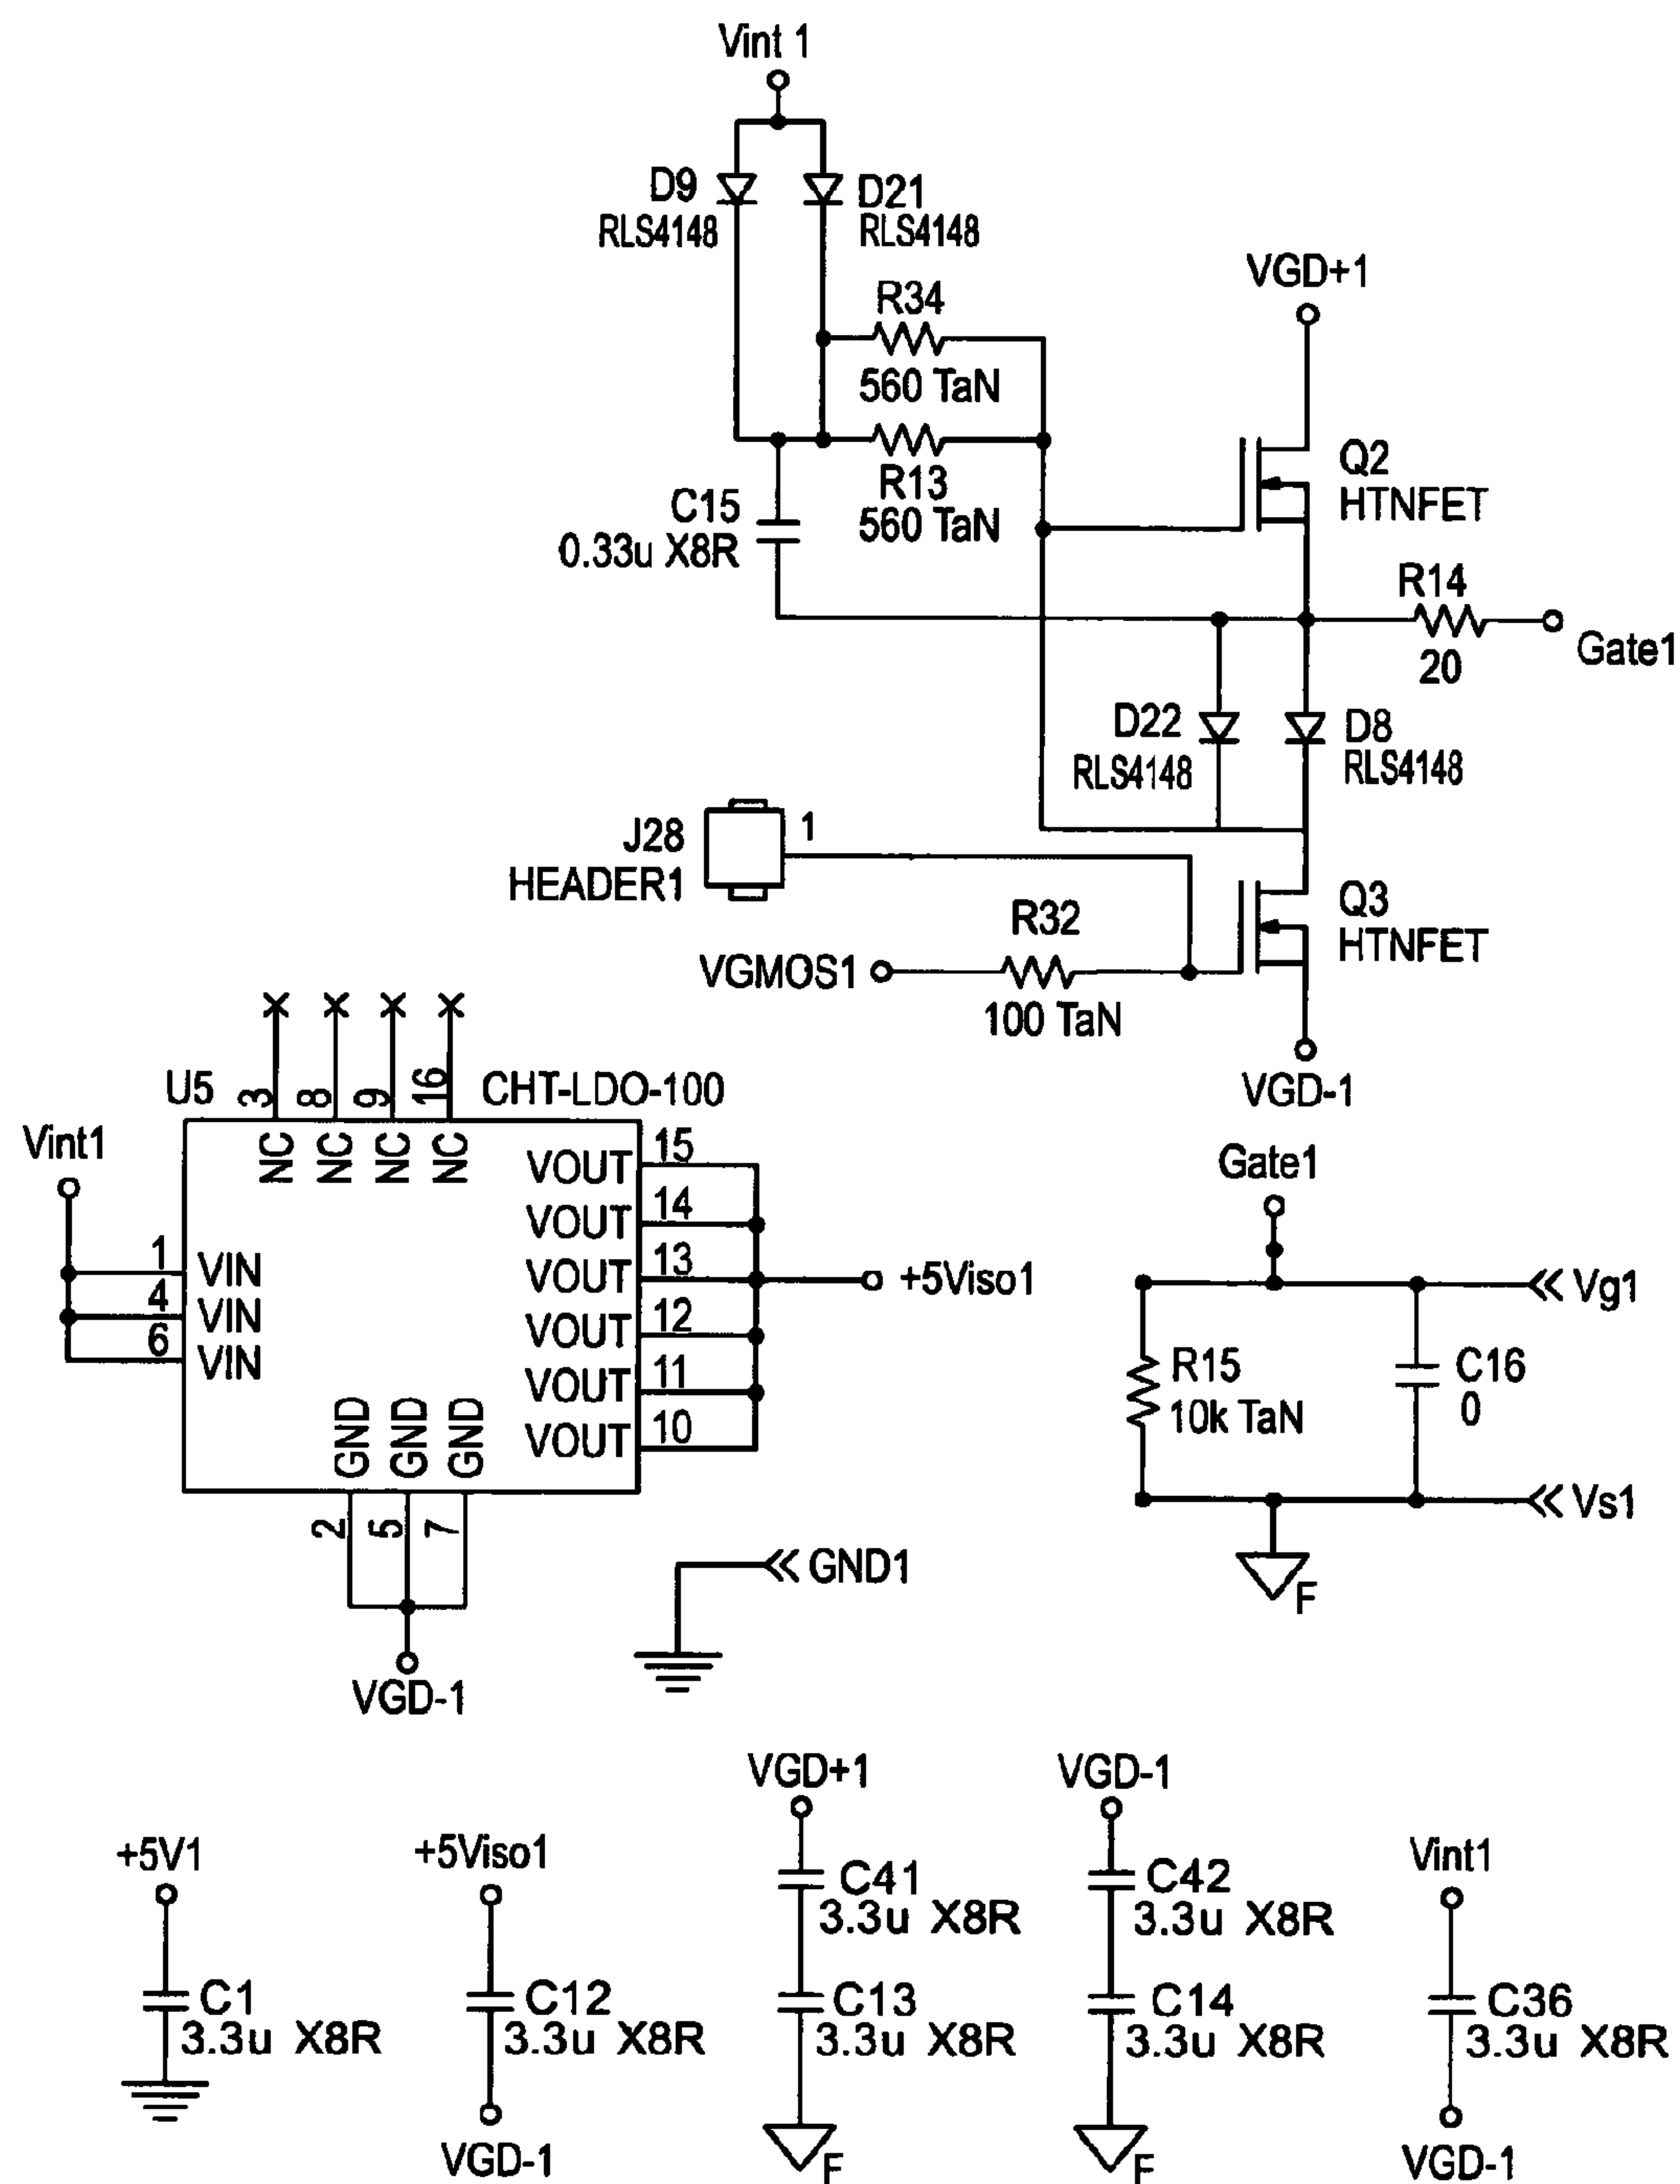 Vint 1
D9
RLS4148
D21
RLS4148
R34
560 TaN
R13
560 TaN
C15
0.33u X8R
VGD+1
Q2
HTNFET
R14
20
Gate1
D22
RLS4148
D8
RLS4148
J28
HEADER1
1
R32
100 TaN
VGMOS1
Q3
HTNFET
VGD-1
U5
CHT-LDO-100
3
8
9
16
NC
NC
NC
NC
Vint1
1
VIN
4
VIN
6
VIN
VOUT
15
VOUT
14
VOUT
13
VOUT
12
VOUT
11
VOUT
10
+5Viso1
GND
GND
GND
2
5
7
VGD-1
GND1
Gate1
Vg1
R15
10k TaN
C16
0
Vs1
F
+5V1
C1
3.3u X8R
+5Viso1
C12
3.3u X8R
VGD-1
VGD+1
C41
3.3u X8R
C13
3.3u X8R
F
VGD-1
C42
3.3u X8R
C14
3.3u X8R
F
Vint1
C36
3.3u X8R
VGD-1